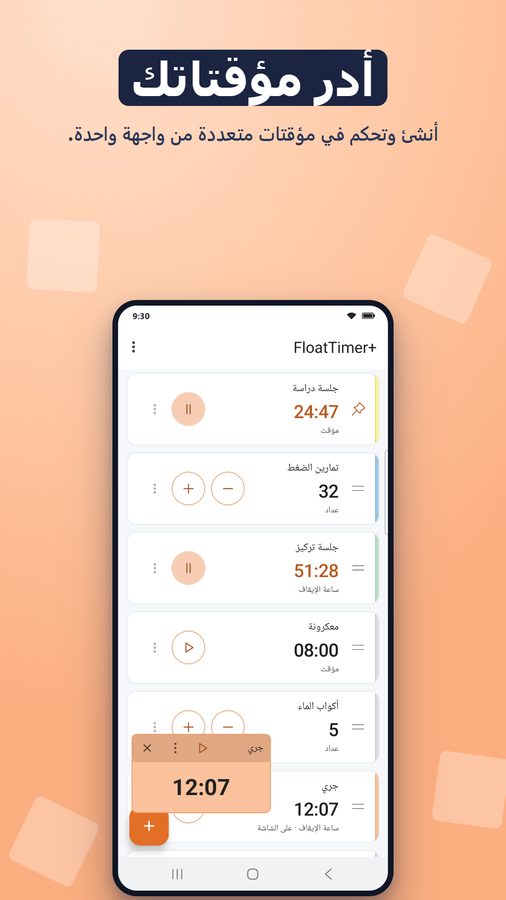 أدر مؤقتاتك
أنشئ وتحكم في مؤقتات متعددة من واجهة واحدة.
9:30
FloatTimer+
جلسة دراسة
24:47
مؤقت
تمارين الضغط
32
عداد
جلسة تركيز
51:28
ساعة الإيقاف
معكرونة
08:00
مؤقت
أكواب الماء
5
عداد
جري
12:07
جري
12:07
ساعة الإيقاف · على الشاشة